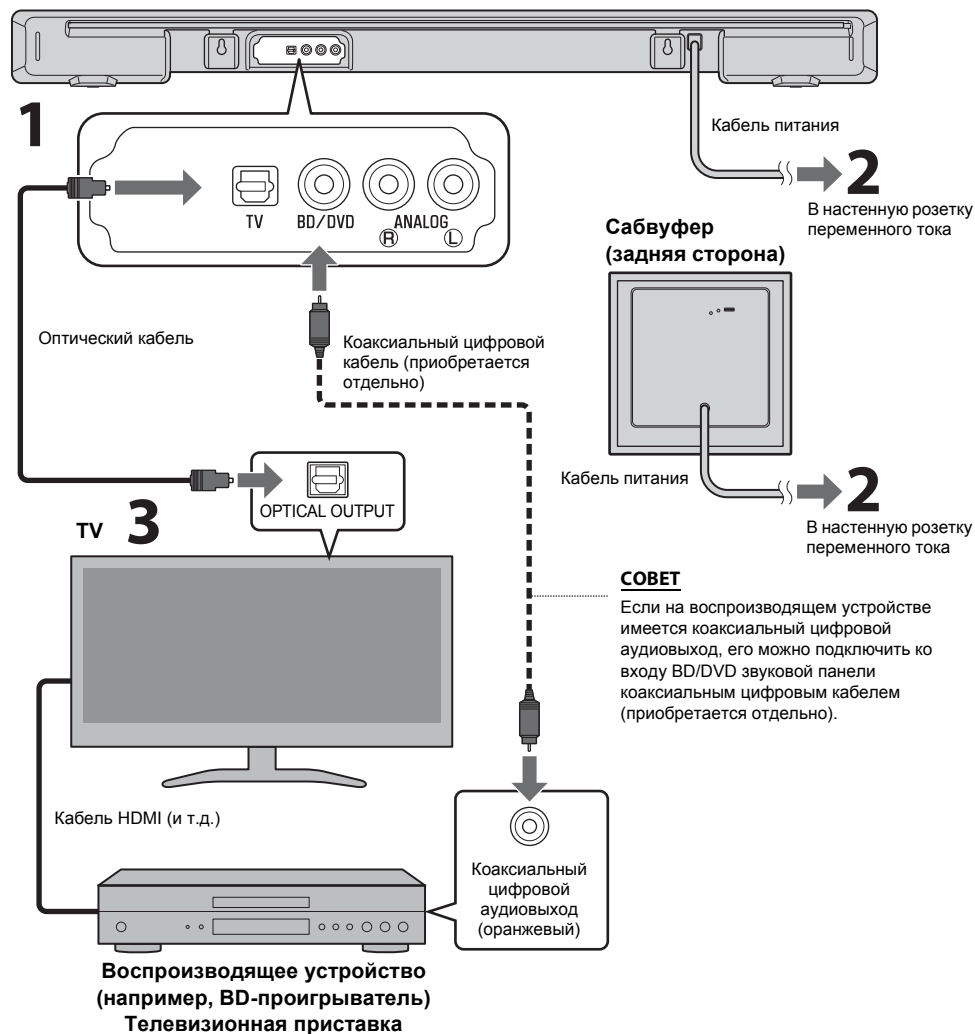 1
TV
BD/DVD
ANALOG
R
L
Кабель питания
2
В настенную розетку
переменного тока
Сабвуфер
(задняя сторона)
Оптический кабель
Коаксиальный цифровой
кабель (приобретается
отдельно)
Кабель питания
2
В настенную розетку
переменного тока
OPTICAL OUTPUT
TV
3
СОВЕТ
Если на воспроизводящем устройстве
имеется коаксиальный цифровой
аудиовыход, его можно подключить ко
входу BD/DVD звуковой панели
коаксиальным цифровым кабелем
(приобретается отдельно).
Кабель HDMI (и т.д.)
Коаксиальный
цифровой
аудиовыход
(оранжевый)
Воспроизводящее устройство
(например, BD-проигрыватель)
Телевизионная приставка